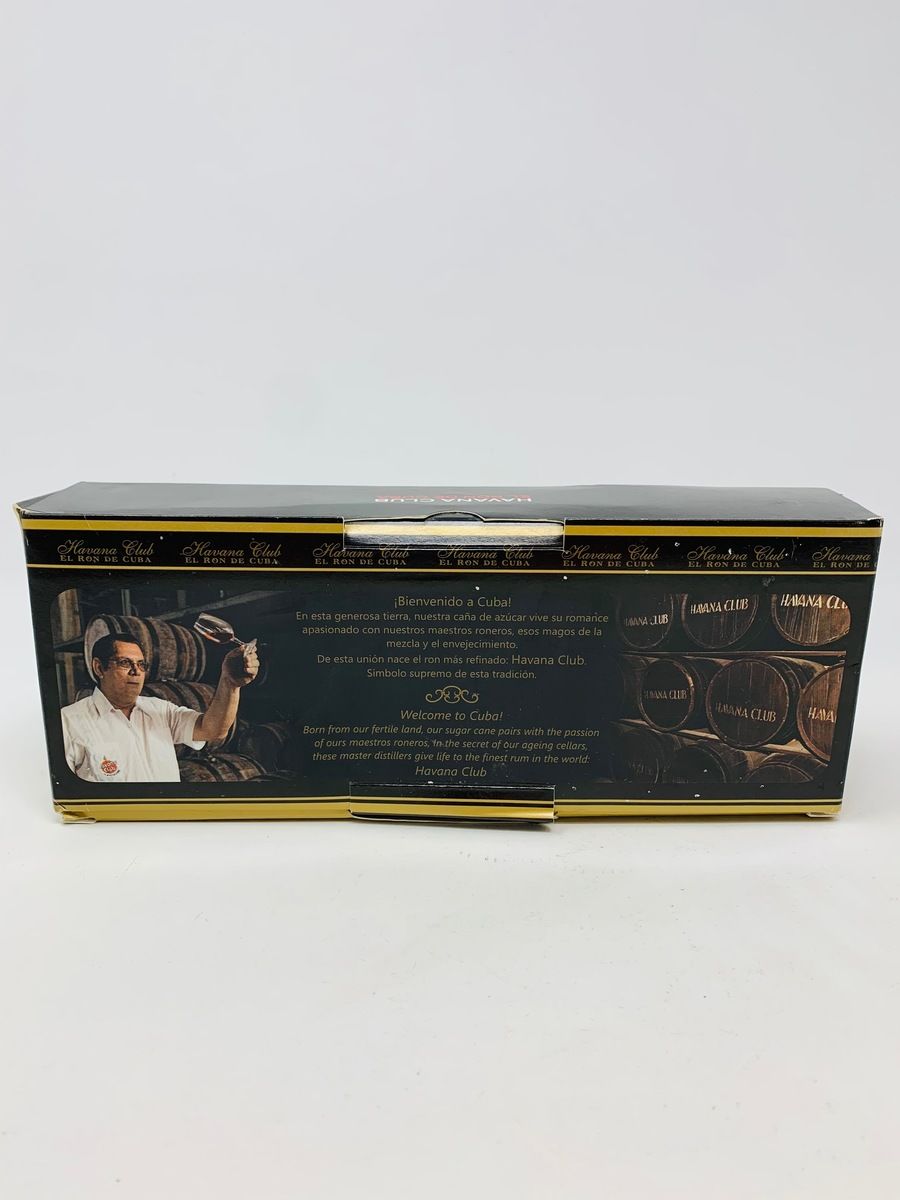 HAVANA CLUB
Havana Club Havana Club Havana Club Havana Club Havana Club Havana Club Havana
EL RON DE CUBA EL RON DE CUBA EL RON DE CUBA EL RON DE CUBA EL RON DE CUBA EL RON DE CUBA EL RON DE
¡Bienvenido a Cuba!
En esta generosa tierra, nuestra caña de azúcar vive su romance
apasionado con nuestros maestros roneros, esos magos de la
mezcla y el envejecimiento.
De esta unión nace el ron más refinado: Havana Club.
Símbolo supremo de esta tradición.
Welcome to Cuba!
Born from our fertile land, our sugar cane pairs with the passion
of ours maestros roneros, in the secret of our ageing cellars,
these master distillers give life to the finest rum in the world:
Havana Club
HAVANA CLUB
HAVANA CLUB
HAVANA CLUB